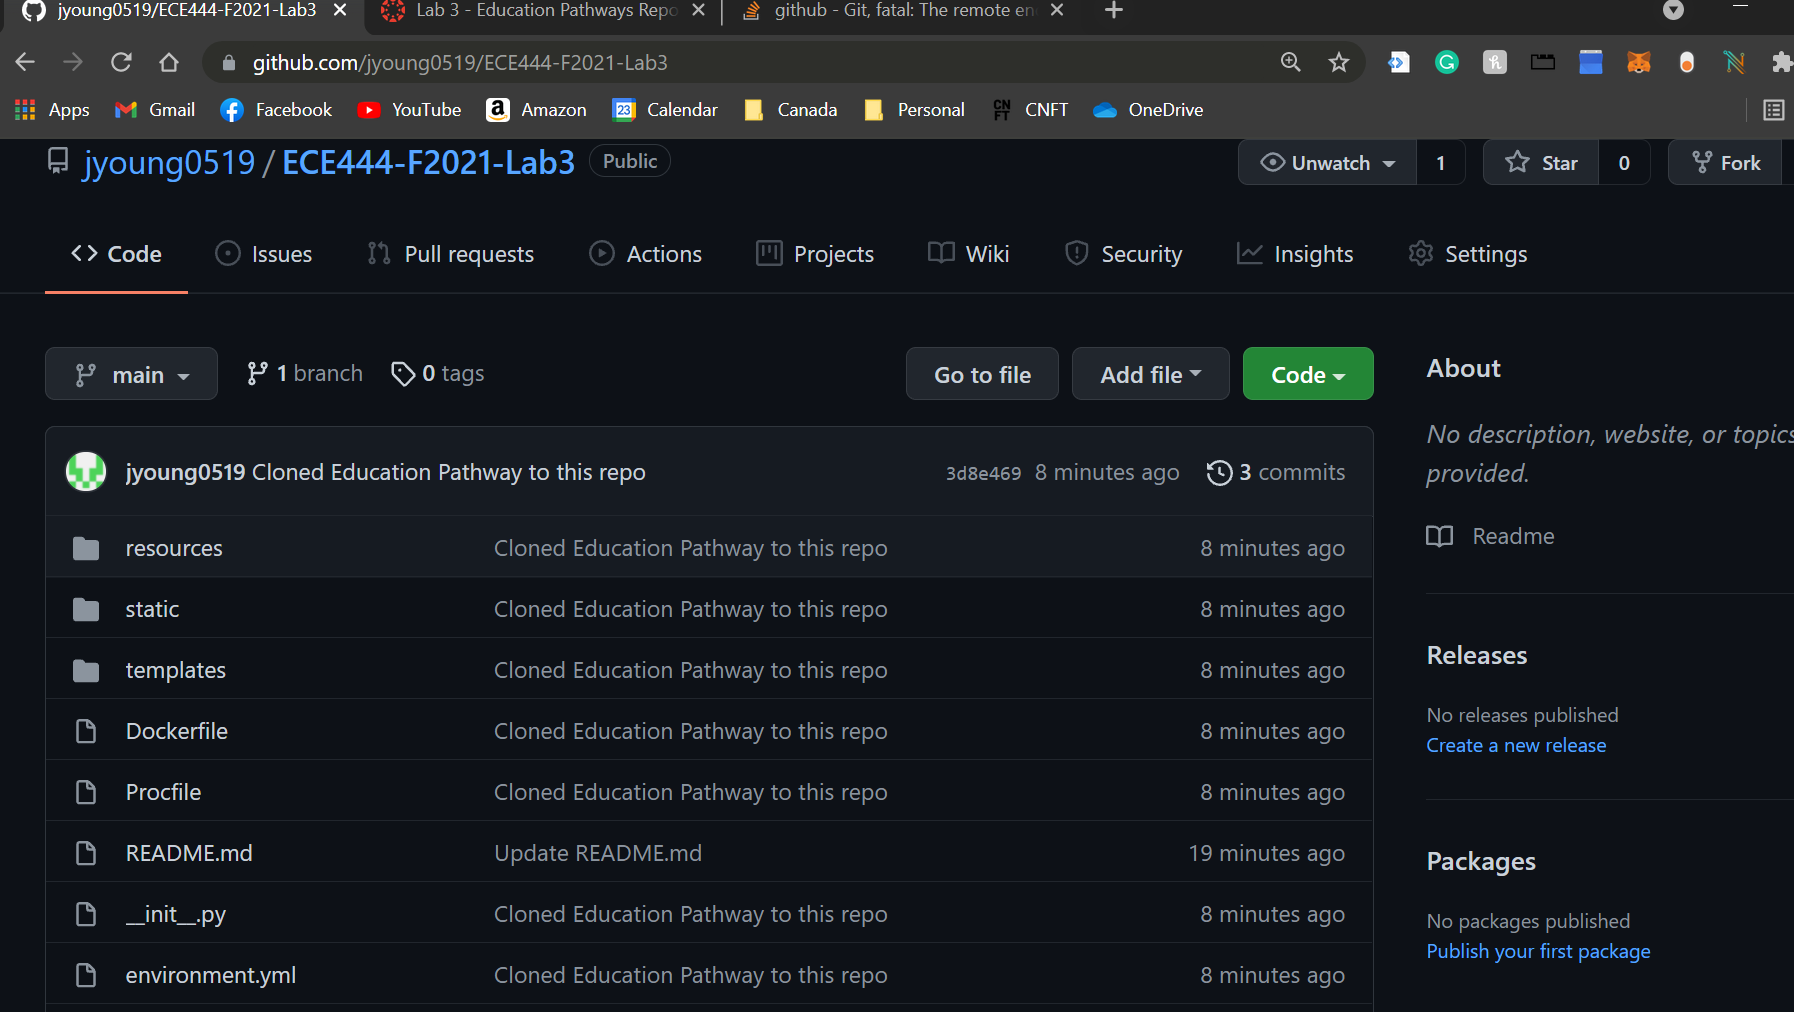 jyoung0519/ECE444-F2021-Lab3
Lab 3 - Education Pathways Repo
github - Git, fatal: The remote en
github.com/jyoung0519/ECE444-F2021-Lab3
Apps Gmail Facebook YouTube Amazon 23 Calendar Canada Personal CNFT CNFT OneDrive
jyoung0519 / ECE444-F2021-Lab3 Public
Unwatch 1 Star 0 Fork
Code Issues Pull requests Actions Projects Wiki Security Insights Settings
main 1 branch 0 tags Go to file Add file Code
jyoung0519 Cloned Education Pathway to this repo 3d8e469 8 minutes ago 3 commits
resources Cloned Education Pathway to this repo 8 minutes ago
static Cloned Education Pathway to this repo 8 minutes ago
templates Cloned Education Pathway to this repo 8 minutes ago
Dockerfile Cloned Education Pathway to this repo 8 minutes ago
Procfile Cloned Education Pathway to this repo 8 minutes ago
README.md Update README.md 19 minutes ago
__init__.py Cloned Education Pathway to this repo 8 minutes ago
environment.yml Cloned Education Pathway to this repo 8 minutes ago
About
No description, website, or topics
provided.
Readme
Releases
No releases published
Create a new release
Packages
No packages published
Publish your first package